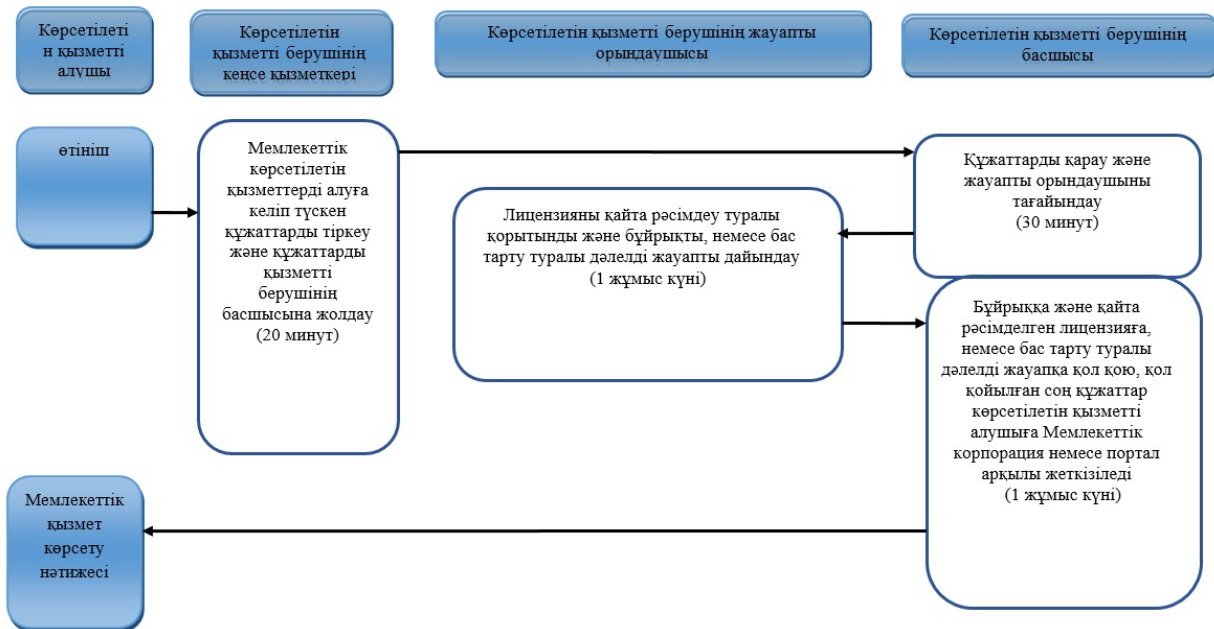 Көрсетілеті
н қызметті
алушы
Көрсетілетін
қызметті берушінің
кеңсе қызметкері
Көрсетілетін қызметті берушінің жауапты
орындаушысы
Көрсетілетін қызметті берушінің
басшысы
өтініш
Мемлекеттік
көрсетілетін
қызметтерді алуға
келіп түскен
құжаттарды тіркеу
және құжаттарды
қызметті
берушінің
басшысына жолдау
(20 минут)
Құжаттарды қарау және
жауапты орындаушыны
тағайындау
(30 минут)
Лицензияны қайта рәсімдеу туралы
қорытынды және бұйрықты, немесе бас
тарту туралы дәлелді жауапты дайындау
(1 жұмыс күні)
Бұйрыққа және қайта
рәсімделген лицензияға,
немесе бас тарту туралы
дәлелді жауапқа қол қою, қол
қойылған соң құжаттар
көрсетілетін қызметті
алушыға Мемлекеттік
корпорация немесе портал
арқылы жеткізіледі
(1 жұмыс күні)
Мемлекеттік
қызмет
көрсету
нәтижесі